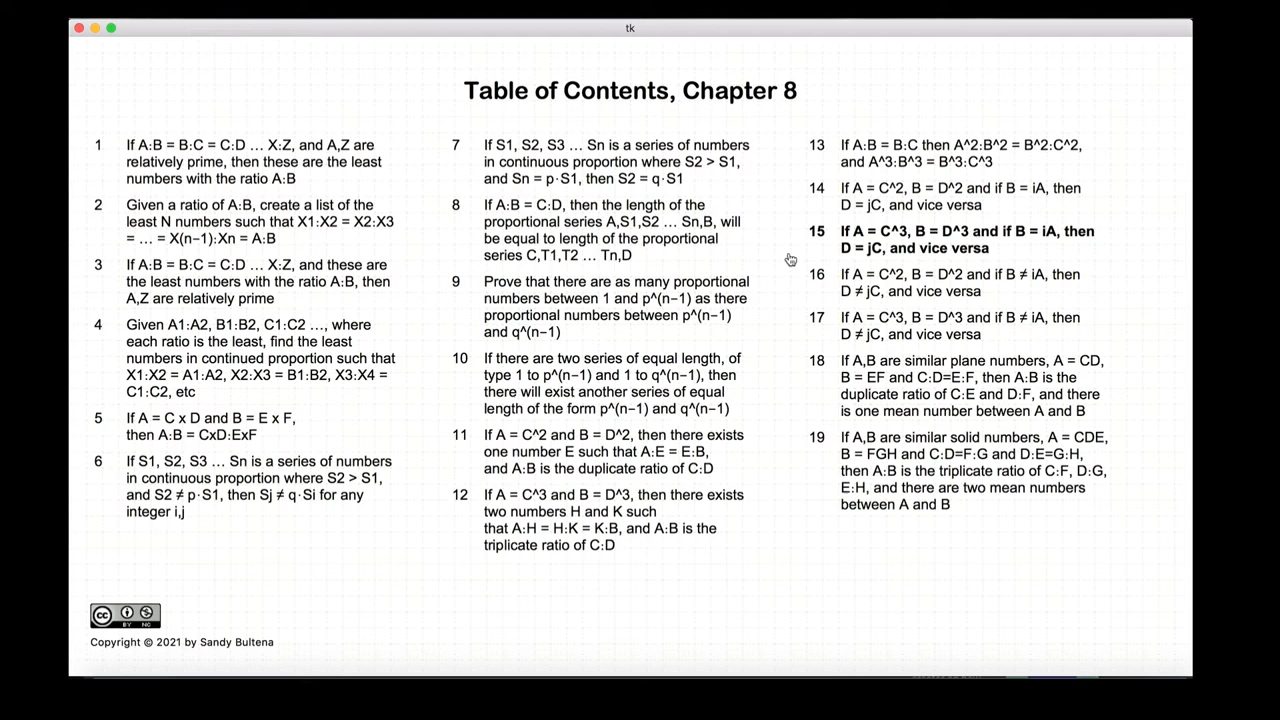 tk
Table of Contents, Chapter 8
1 If A:B = B:C = C:D … X:Z, and A,Z are
relatively prime, then these are the least
numbers with the ratio A:B
2 Given a ratio of A:B, create a list of the
least N numbers such that X1:X2 = X2:X3
= … = X(n−1):Xn = A:B
3 If A:B = B:C = C:D … X:Z, and these are
the least numbers with the ratio A:B, then
A,Z are relatively prime
4 Given A1:A2, B1:B2, C1:C2 …, where
each ratio is the least, find the least
numbers in continued proportion such that
X1:X2 = A1:A2, X2:X3 = B1:B2, X3:X4 =
C1:C2, etc
5 If A = C x D and B = E x F,
then A:B = CxD:ExF
6 If S1, S2, S3 … Sn is a series of numbers
in continuous proportion where S2 > S1,
and S2 ≠ p·S1, then Sj ≠ q·Si for any
integer i,j
7 If S1, S2, S3 … Sn is a series of numbers
in continuous proportion where S2 > S1,
and Sn = p·S1, then S2 = q·S1
8 If A:B = C:D, then the length of the
proportional series A,S1,S2 … Sn,B, will
be equal to length of the proportional
series C,T1,T2 … Tn,D
9 Prove that there are as many proportional
numbers between 1 and p^(n−1) as there
proportional numbers between p^(n−1)
and q^(n−1)
10 If there are two series of equal length, of
type 1 to p^(n−1) and 1 to q^(n−1), then
there will exist another series of equal
length of the form p^(n−1) and q^(n−1)
11 If A = C^2 and B = D^2, then there exists
one number E such that A:E = E:B,
and A:B is the duplicate ratio of C:D
12 If A = C^3 and B = D^3, then there exists
two numbers H and K such
that A:H = H:K = K:B, and A:B is the
triplicate ratio of C:D
13 If A:B = B:C then A^2:B^2 = B^2:C^2,
and A^3:B^3 = B^3:C^3
14 If A = C^2, B = D^2 and if B = iA, then
D = jC, and vice versa
15 If A = C^3, B = D^3 and if B = iA, then
D = jC, and vice versa
16 If A = C^2, B = D^2 and if B ≠ iA, then
D ≠ jC, and vice versa
17 If A = C^3, B = D^3 and if B ≠ iA, then
D ≠ jC, and vice versa
18 If A,B are similar plane numbers, A = CD,
B = EF and C:D=E:F, then A:B is the
duplicate ratio of C:E and D:F, and there
is one mean number between A and B
19 If A,B are similar solid numbers, A = CDE,
B = FGH and C:D=F:G and D:E=G:H,
then A:B is the triplicate ratio of C:F, D:G,
E:H, and there are two mean numbers
between A and B
cc BY NC
Copyright © 2021 by Sandy Bultena